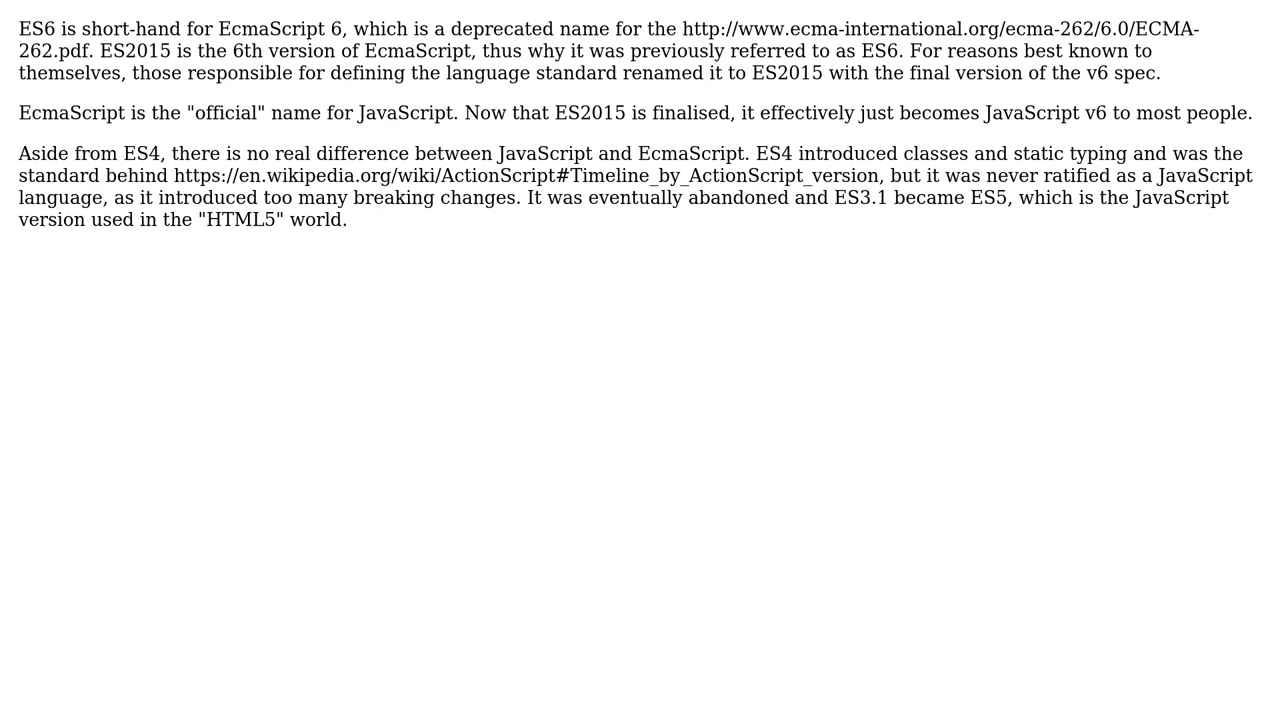 ES6 is short-hand for EcmaScript 6, which is a deprecated name for the http://www.ecma-international.org/ecma-262/6.0/ECMA-
262.pdf. ES2015 is the 6th version of EcmaScript, thus why it was previously referred to as ES6. For reasons best known to
themselves, those responsible for defining the language standard renamed it to ES2015 with the final version of the v6 spec.
EcmaScript is the "official" name for JavaScript. Now that ES2015 is finalised, it effectively just becomes JavaScript v6 to most people.
Aside from ES4, there is no real difference between JavaScript and EcmaScript. ES4 introduced classes and static typing and was the
standard behind https://en.wikipedia.org/wiki/ActionScript#Timeline_by_ActionScript_version, but it was never ratified as a JavaScript
language, as it introduced too many breaking changes. It was eventually abandoned and ES3.1 became ES5, which is the JavaScript
version used in the "HTML5" world.